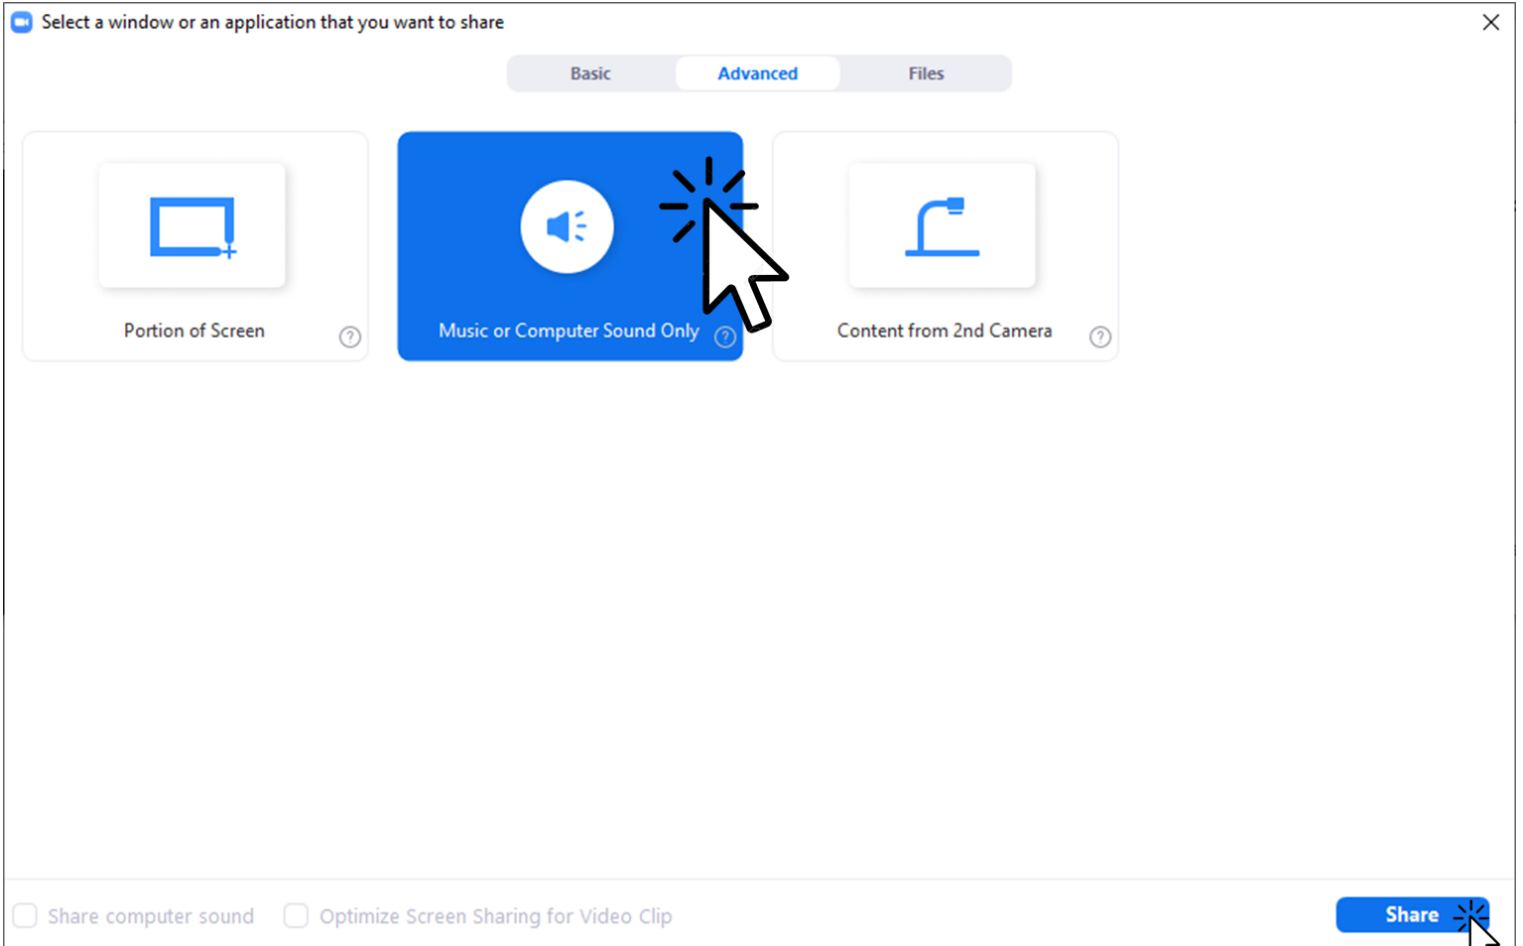 Select a window or an application that you want to share
Basic
Advanced
Files
Portion of Screen
?
Music or Computer Sound Only
?
Content from 2nd Camera
?
Share computer sound
Optimize Screen Sharing for Video Clip
Share